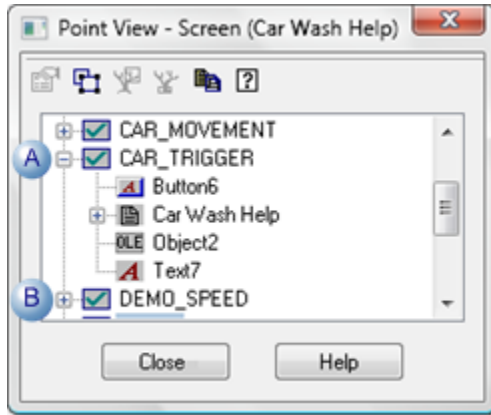 Point View - Screen (Car Wash Help)
CAR_MOVEMENT
A
CAR_TRIGGER
A Button6
Car Wash Help
OLE Object2
A Text7
B
DEMO_SPEED
Close
Help